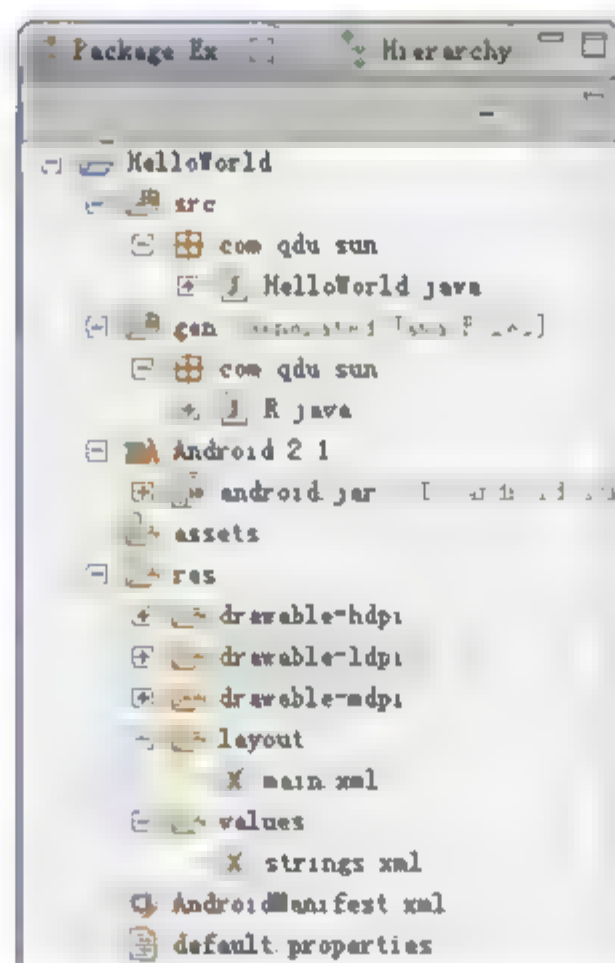 Package Ex Hierarchy
HelloWorld
src
com qdu sun
HelloWorld java
gen
com qdu sun
R java
Android 2 1
android jar
assets
res
drawable-hdpi
drawable-ldpi
drawable-mdpi
layout
main xml
values
strings xml
AndroidManifest xml
default properties